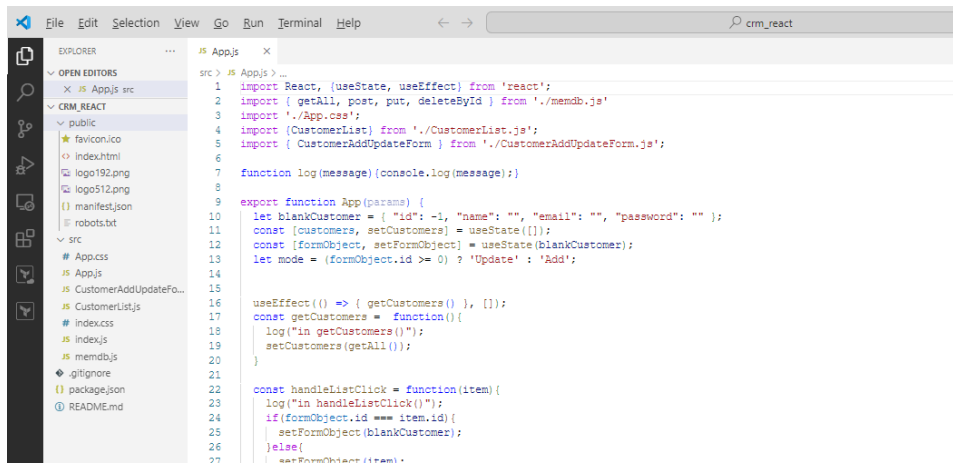 File Edit Selection View Go Run Terminal Help ← → crm_react
EXPLORER ···
OPEN EDITORS
× JS App.js src
CRM_REACT
public
favicon.ico
<> index.html
logo192.png
logo512.png
{} manifest.json
robots.txt
src
# App.css
JS App.js
JS CustomerAddUpdateFo...
JS CustomerList.js
# index.css
JS index.js
JS memdb.js
.gitignore
{} package.json
README.md
JS App.js ×
src > JS App.js > ...
1 import React, {useState, useEffect} from 'react';
2 import { getAll, post, put, deleteById } from './memdb.js'
3 import './App.css';
4 import {CustomerList} from './CustomerList.js';
5 import { CustomerAddUpdateForm } from './CustomerAddUpdateForm.js';
6
7 function log(message){console.log(message);}
8
9 export function App(params) {
10 let blankCustomer = { "id": -1, "name": "", "email": "", "password": "" };
11 const [customers, setCustomers] = useState([]);
12 const [formObject, setFormObject] = useState(blankCustomer);
13 let mode = (formObject.id >= 0) ? 'Update' : 'Add';
14
15
16 useEffect(() => { getCustomers() }, []);
17 const getCustomers = function(){
18 log("in getCustomers()");
19 setCustomers(getAll());
20 }
21
22 const handleListClick = function(item){
23 log("in handleListClick()");
24 if(formObject.id === item.id){
25 setFormObject(blankCustomer);
26 }else{
27 setFormObject(item);